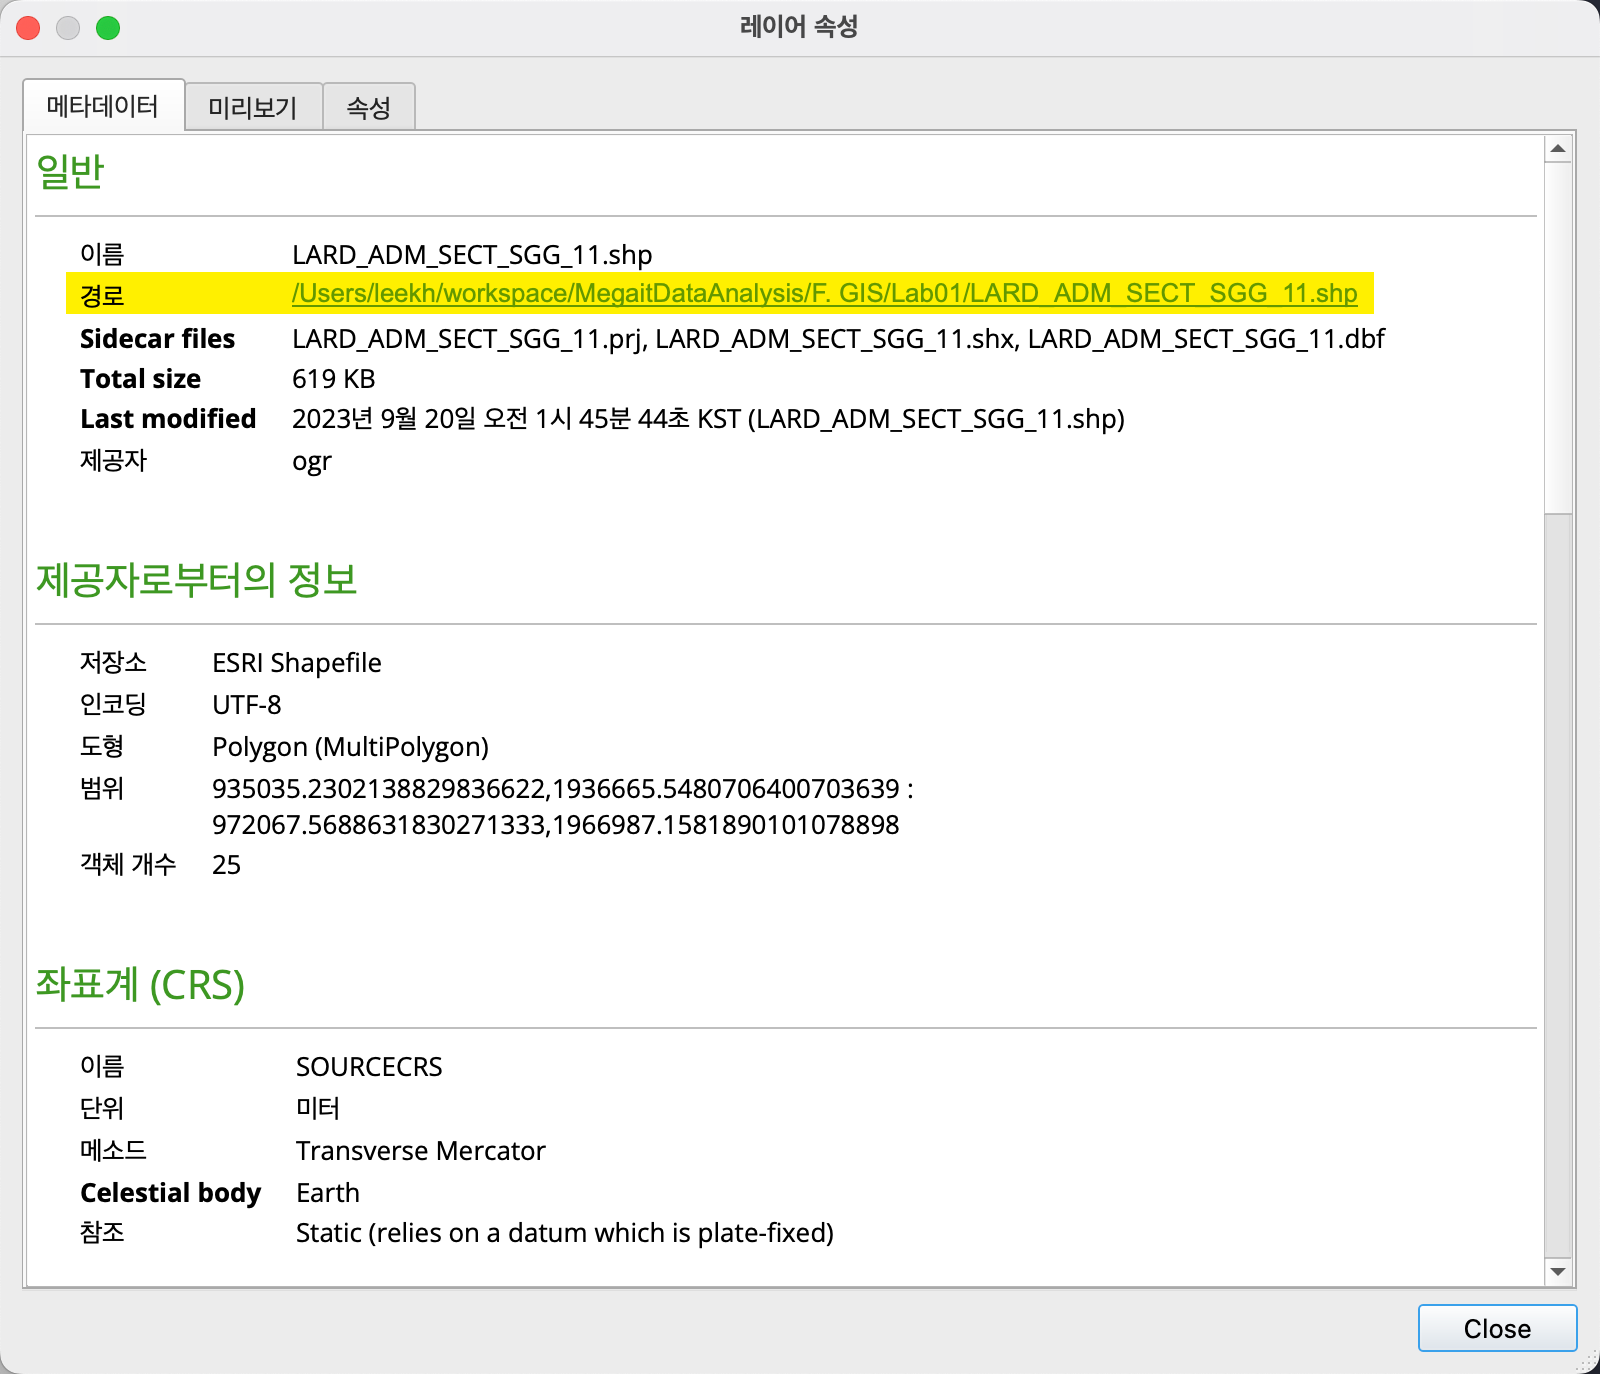 레이어 속성
메타데이터 미리보기 속성
일반
이름 LARD_ADM_SECT_SGG_11.shp
경로 /Users/leekh/workspace/MegaitDataAnalysis/F. GIS/Lab01/LARD_ADM_SECT_SGG_11.shp
Sidecar files LARD_ADM_SECT_SGG_11.prj, LARD_ADM_SECT_SGG_11.shx, LARD_ADM_SECT_SGG_11.dbf
Total size 619 KB
Last modified 2023년 9월 20일 오전 1시 45분 44초 KST (LARD_ADM_SECT_SGG_11.shp)
제공자 ogr
제공자로부터의 정보
저장소 ESRI Shapefile
인코딩 UTF-8
도형 Polygon (MultiPolygon)
범위 935035.2302138829836622,1936665.5480706400703639 :
972067.5688631830271333,1966987.1581890101078898
객체 개수 25
좌표계 (CRS)
이름 SOURCECRS
단위 미터
메소드 Transverse Mercator
Celestial body Earth
참조 Static (relies on a datum which is plate-fixed)
Close